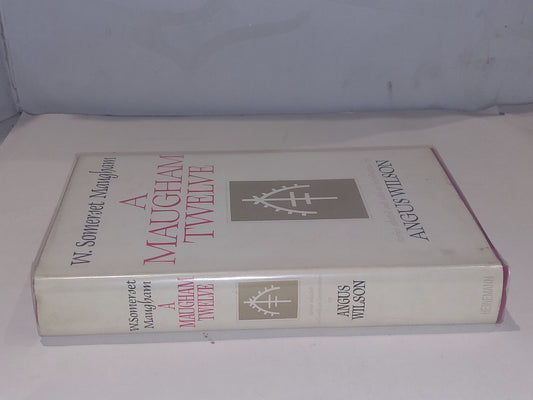 W. Somerset Maugham
A
MAUGHAM
TWELVE
ANGUS WILSON
W. Somerset
Maugham
A
MAUGHAM
TWELVE
ANGUS
WILSON
HEINEMANN